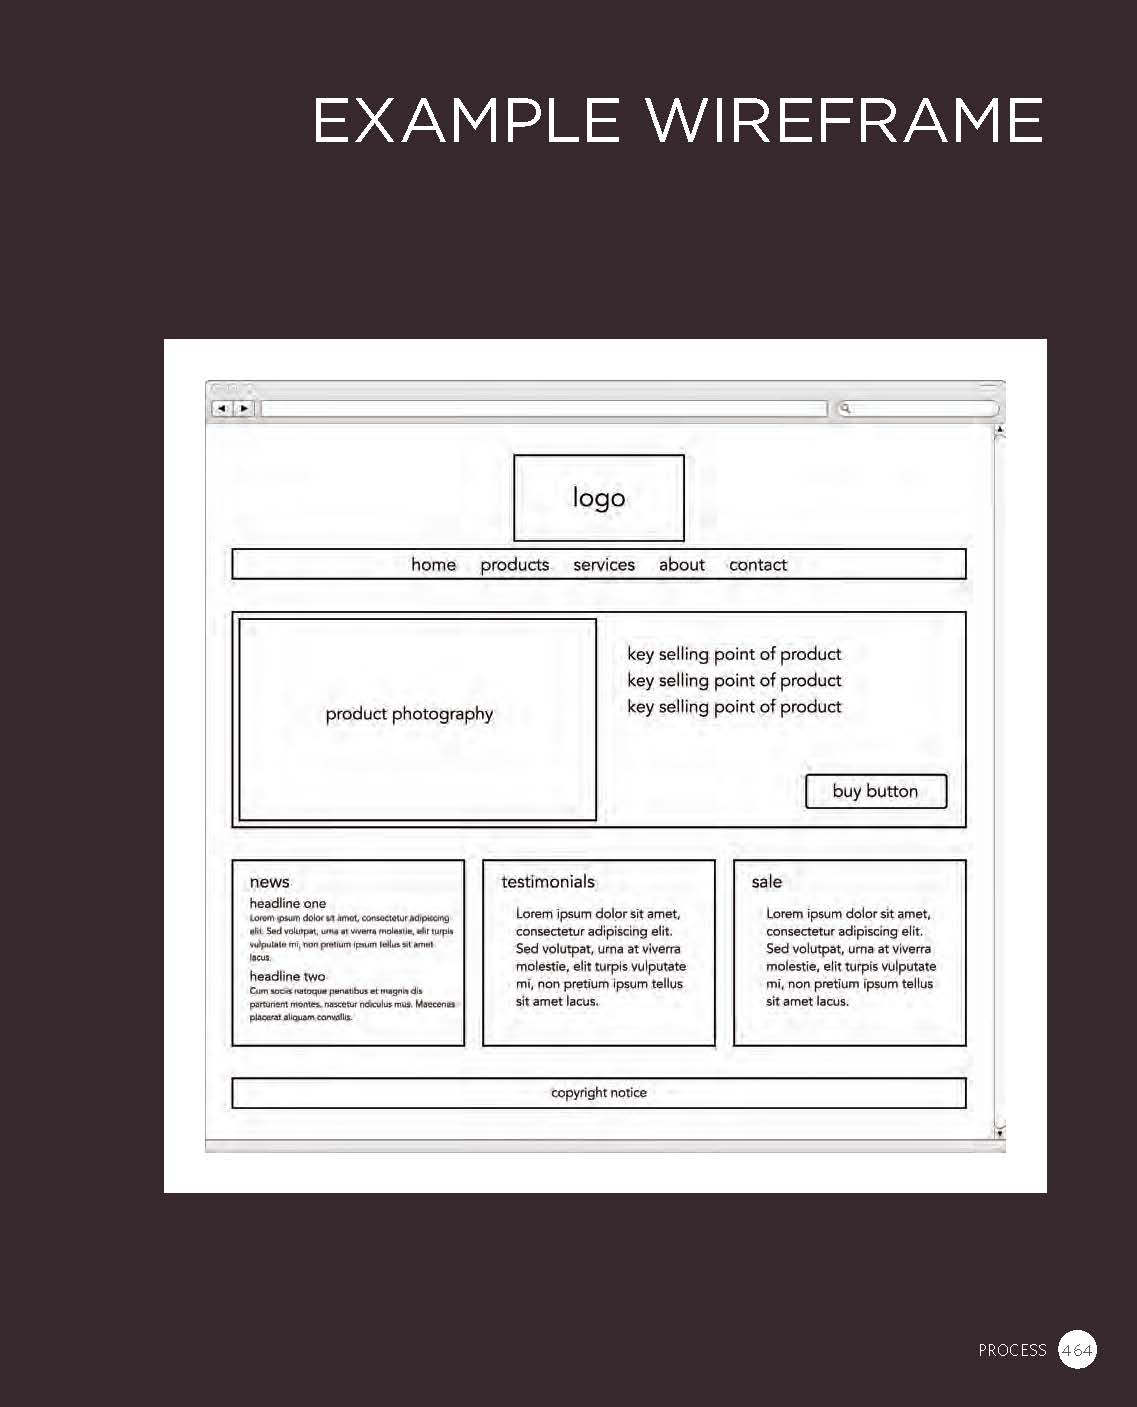 EXAMPLE WIREFRAME
logo
home products services about contact
product photography
key selling point of product
key selling point of product
key selling point of product
buy button
news
headline one
Lorem ipsum dolor sit amet, consectetur adipiscing
elit. Sed volutpat, urna at viverra molestie, elit turpis
vulputate mi, non pretium ipsum tellus sit amet
lacus.
headline two
Cum sociis natoque penatibus et magnis dis
parturient montes, nascetur ridiculus mus. Maecenas
placerat aliquam convallis.
testimonials
Lorem ipsum dolor sit amet,
consectetur adipiscing elit.
Sed volutpat, urna at viverra
molestie, elit turpis vulputate
mi, non pretium ipsum tellus
sit amet lacus.
sale
Lorem ipsum dolor sit amet,
consectetur adipiscing elit.
Sed volutpat, urna at viverra
molestie, elit turpis vulputate
mi, non pretium ipsum tellus
sit amet lacus.
copyright notice
PROCESS 464